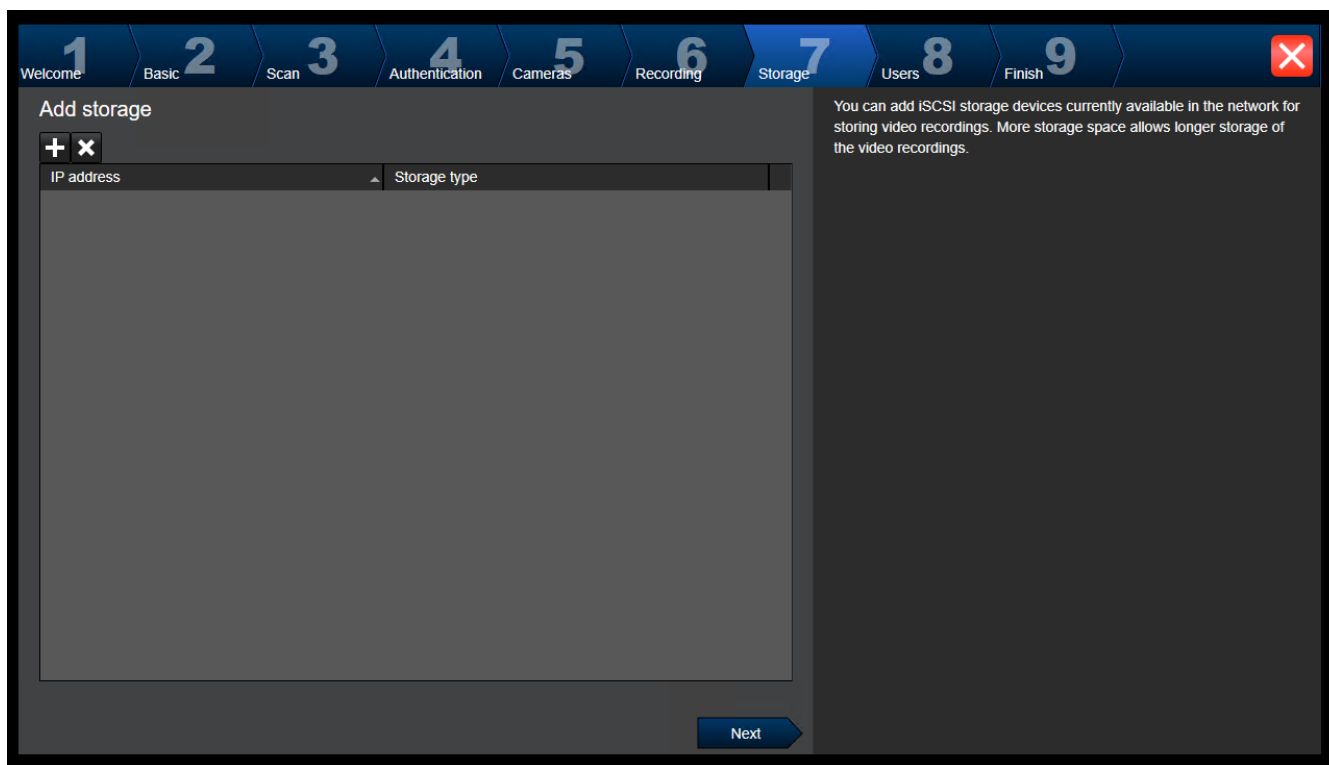 1 Welcome
2 Basic
3 Scan
4 Authentication
5 Cameras
6 Recording
7 Storage
8 Users
9 Finish
Add storage
IP address Storage type
You can add iSCSI storage devices currently available in the network for
storing video recordings. More storage space allows longer storage of
the video recordings.
Next